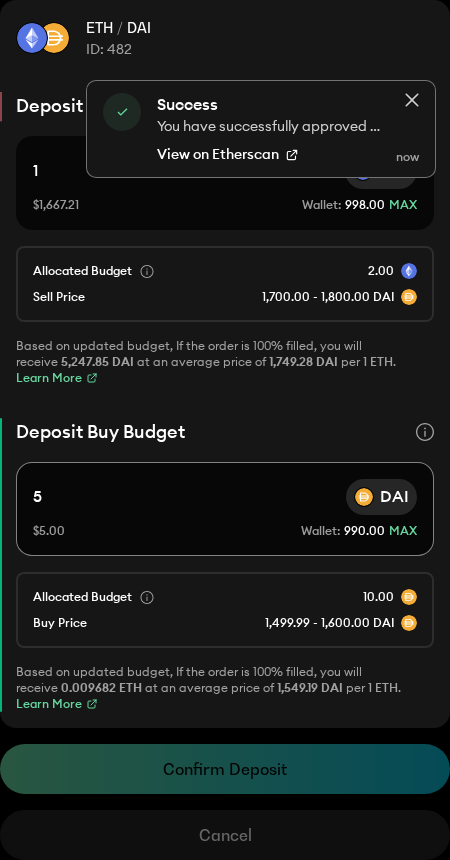 ETH / DAI
ID: 482
Deposit
Success
You have successfully approved ...
View on Etherscan
now
1
$1,667.21
Wallet: 998.00 MAX
Allocated Budget
2.00
Sell Price
1,700.00 - 1,800.00 DAI
Based on updated budget, If the order is 100% filled, you will
receive 5,247.85 DAI at an average price of 1,749.28 DAI per 1 ETH.
Learn More
Deposit Buy Budget
5
DAI
$5.00
Wallet: 990.00 MAX
Allocated Budget
10.00
Buy Price
1,499.99 - 1,600.00 DAI
Based on updated budget, If the order is 100% filled, you will
receive 0.009682 ETH at an average price of 1,549.19 DAI per 1 ETH.
Learn More
Confirm Deposit
Cancel